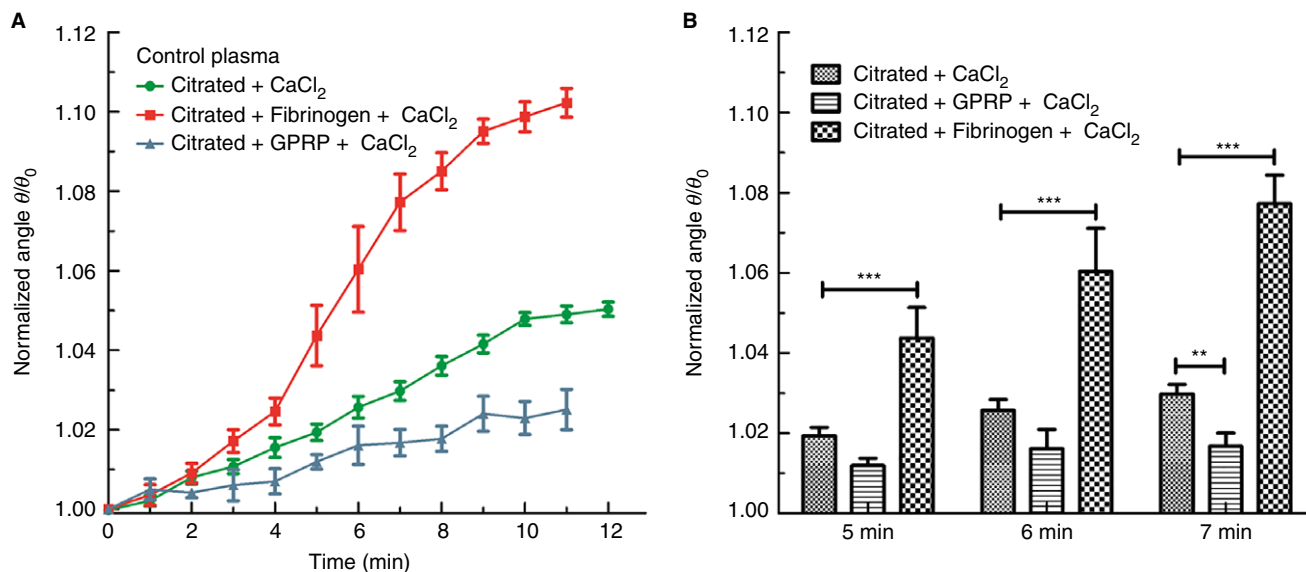 A
1.12
1.10
1.08
1.06
1.04
1.02
1.00
Normalized angle θ/θ0
Control plasma
Citrated + CaCl2
Citrated + Fibrinogen + CaCl2
Citrated + GPRP + CaCl2
0 2 4 6 8 10 12
Time (min)
B
1.12
1.10
1.08
1.06
1.04
1.02
1.00
Normalized angle θ/θ0
Citrated + CaCl2
Citrated + GPRP + CaCl2
Citrated + Fibrinogen + CaCl2
***
***
***
**
5 min 6 min 7 min